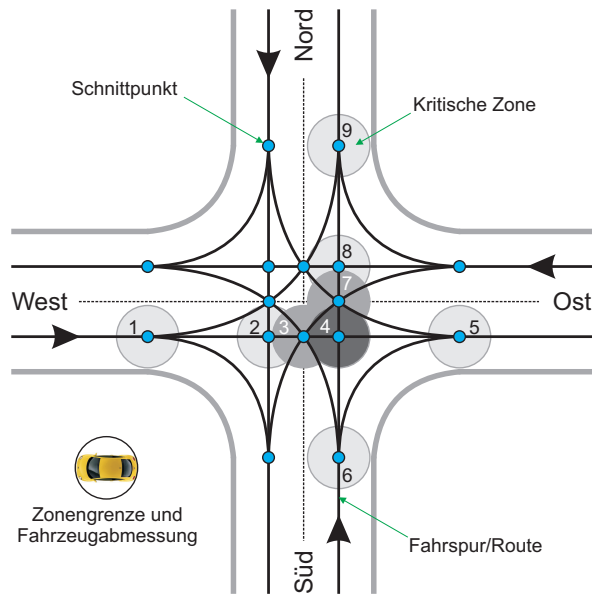 Nord
Schnittpunkt
Kritische Zone
9
8
7
West
Ost
1
2
3
4
5
6
Zonengrenze und
Fahrzeugabmessung
Fahrspur/Route
Süd